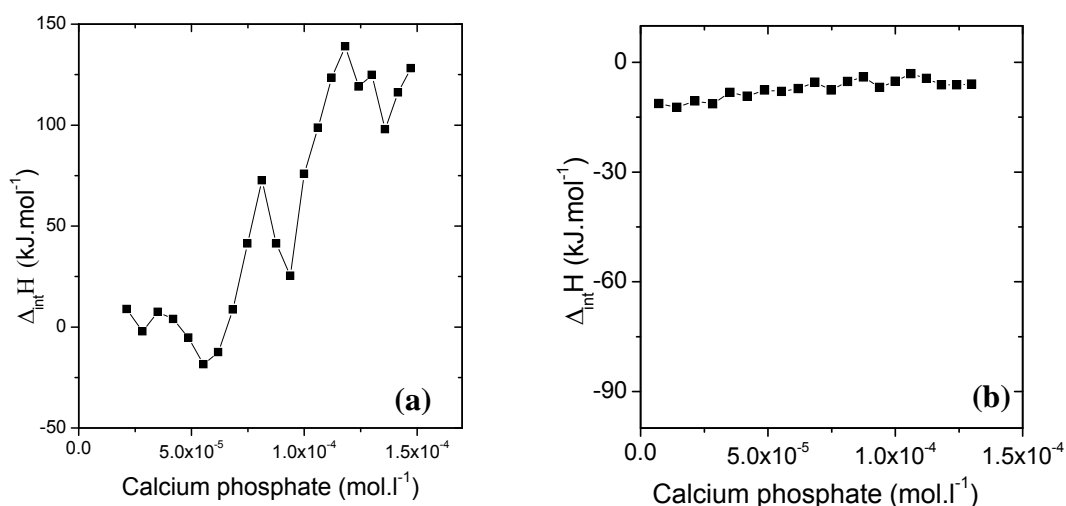 150
100
50
0
-50
Δ_int H (kJ.mol⁻¹)
(a)
0.0 5.0x10⁻⁵ 1.0x10⁻⁴ 1.5x10⁻⁴
Calcium phosphate (mol.l⁻¹)
0
-30
-60
-90
Δ_int H (kJ.mol⁻¹)
(b)
0.0 5.0x10⁻⁵ 1.0x10⁻⁴ 1.5x10⁻⁴
Calcium phosphate (mol.l⁻¹)